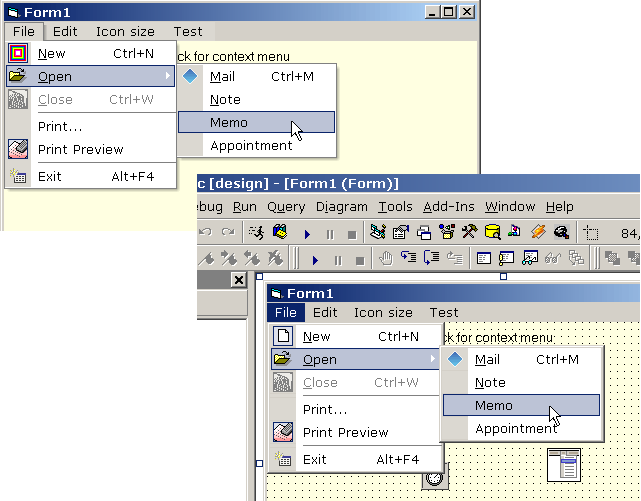 Form1
File Edit Icon size Test
ck for context menu
New Ctrl+N
Open
Close Ctrl+W
Print...
Print Preview
Exit Alt+F4
Mail Ctrl+M
Note
Memo
Appointment
c [design] - [Form1 (Form)]
bug Run Query Diagram Tools Add-Ins Window Help
84,
Form1
File Edit Icon size Test
ck for context menu
New Ctrl+N
Open
Close Ctrl+W
Print...
Print Preview
Exit Alt+F4
Mail Ctrl+M
Note
Memo
Appointment